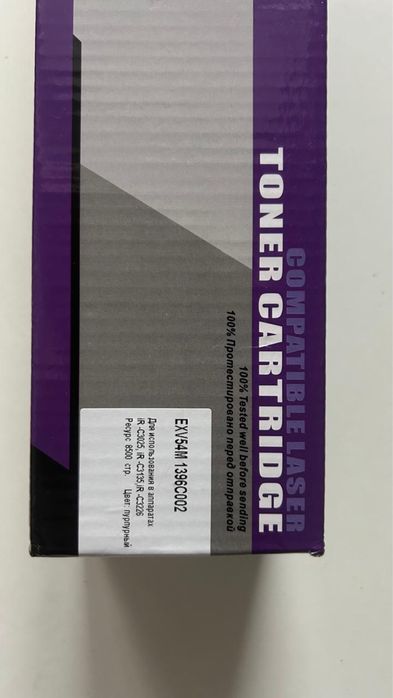 COMPATIBLE LASER
TONER CARTRIDGE
100% Tested well before sending
100% Протестировано перед отправкой
EXV54M 1396C002
Для использования в аппаратах
iR -C3025, iR -C3135,iR -C3226
Ресурс: 8500 стр. Цвет: пурпурный